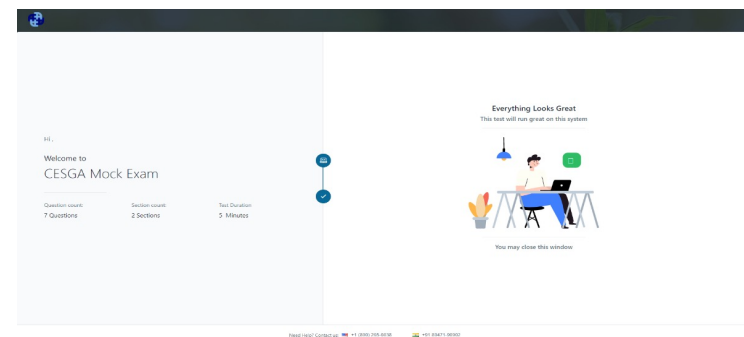 Hi ,
Welcome to
CESGA Mock Exam
Question count:
7 Questions
Section count:
2 Sections
Test Duration
5 Minutes
Everything Looks Great
This test will run great on this system
You may close this window
Need Help? Contact us: